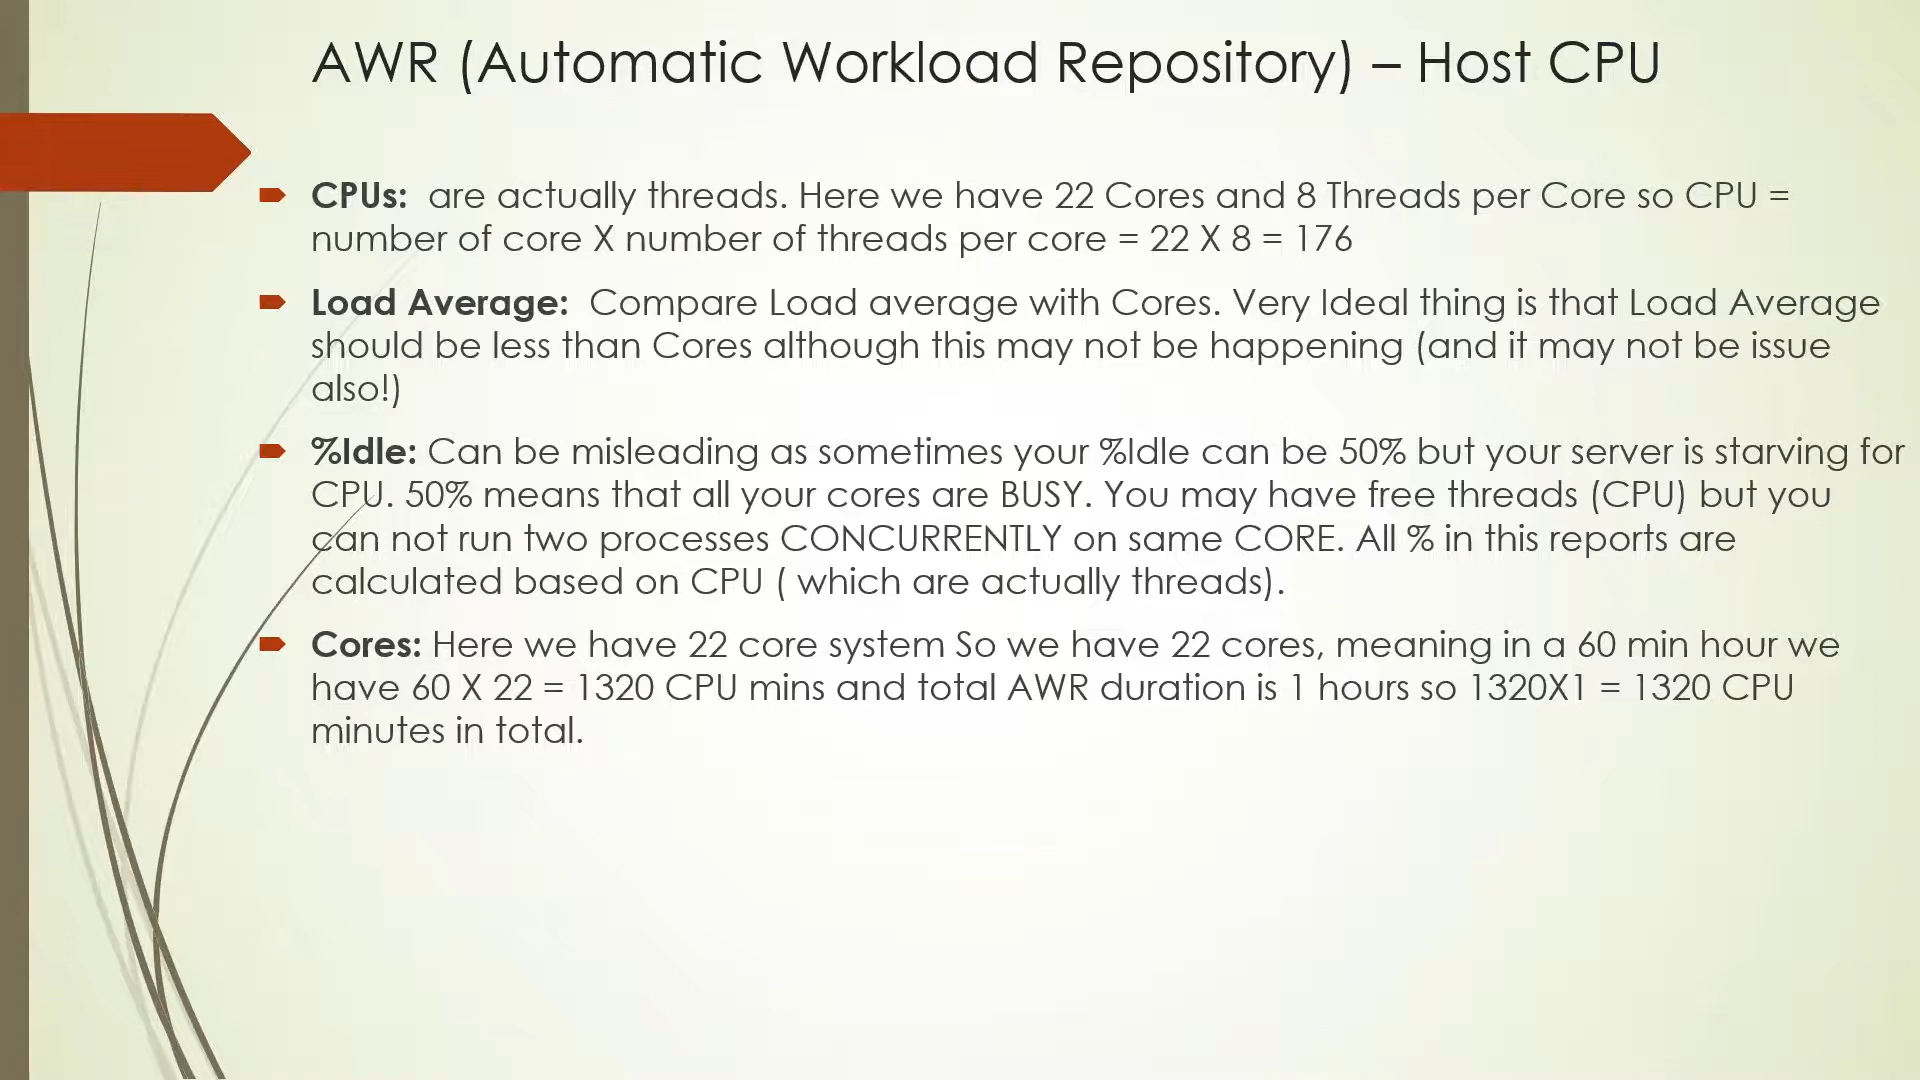 AWR (Automatic Workload Repository) – Host CPU
CPUs: are actually threads. Here we have 22 Cores and 8 Threads per Core so CPU =
number of core X number of threads per core = 22 X 8 = 176
Load Average: Compare Load average with Cores. Very Ideal thing is that Load Average
should be less than Cores although this may not be happening (and it may not be issue
also!)
%Idle: Can be misleading as sometimes your %Idle can be 50% but your server is starving for
CPU. 50% means that all your cores are BUSY. You may have free threads (CPU) but you
can not run two processes CONCURRENTLY on same CORE. All % in this reports are
calculated based on CPU ( which are actually threads).
Cores: Here we have 22 core system So we have 22 cores, meaning in a 60 min hour we
have 60 X 22 = 1320 CPU mins and total AWR duration is 1 hours so 1320X1 = 1320 CPU
minutes in total.